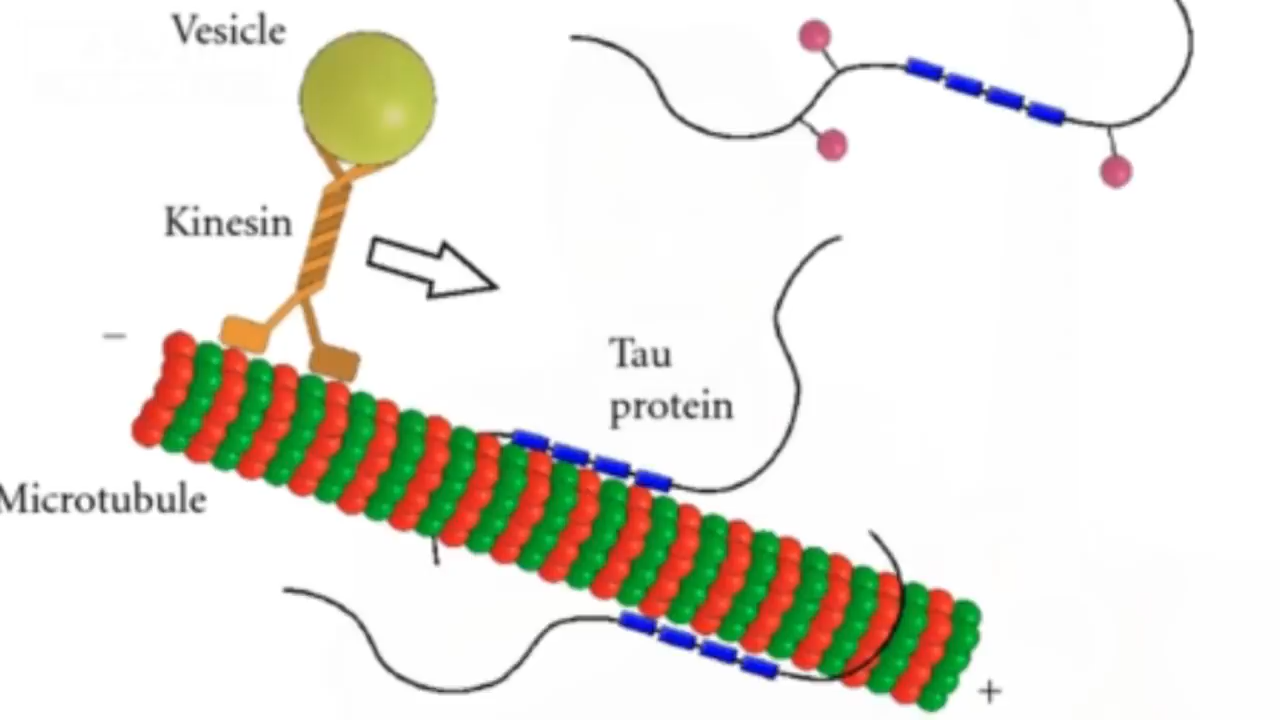 Vesicle
Kinesin
−
Tau
protein
Microtubule
+